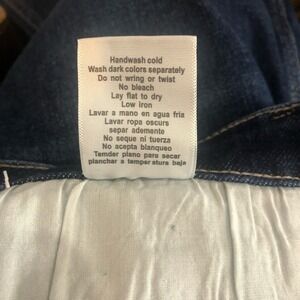 Handwash cold
Wash dark colors separately
Do not wring or twist
No bleach
Lay flat to dry
Low iron
Lavar a mano en agua fria
Lavar ropa oscurs
separ ademente
No seque ni tuerza
No acepta blanqueo
Temder plano para secar
planchar a temper atura baja